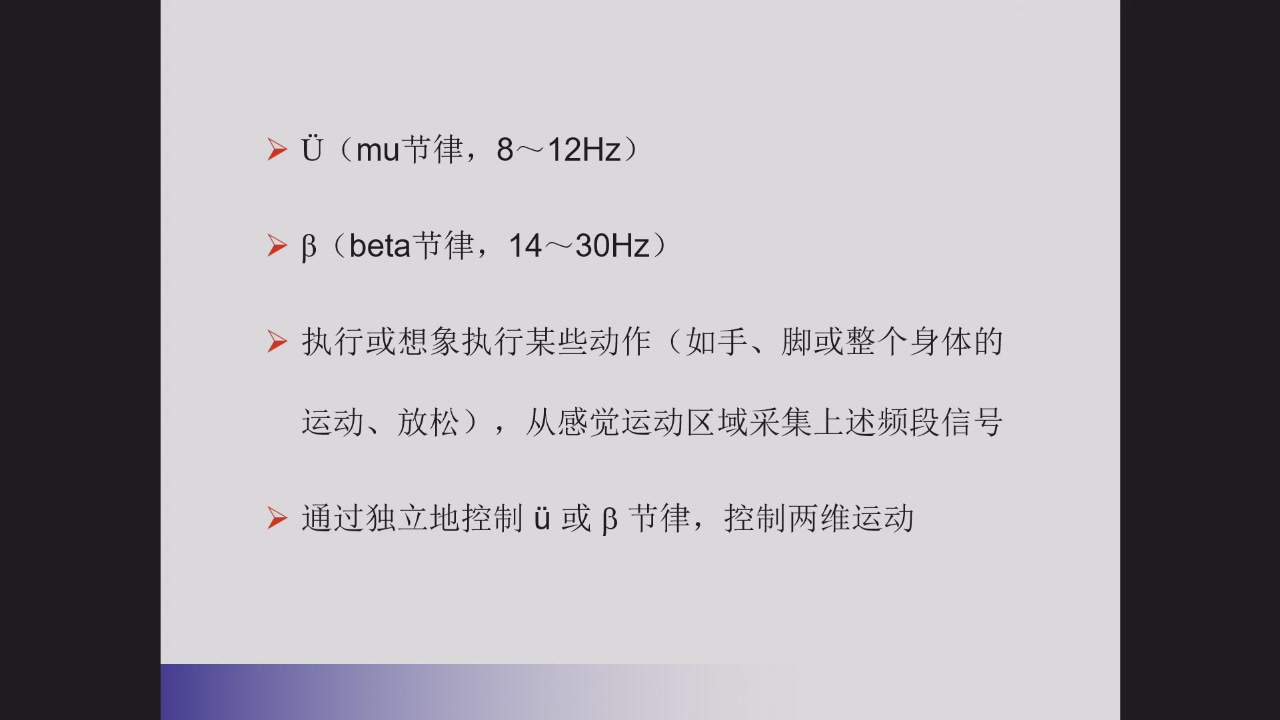 Ü（mu节律，8～12Hz）
β（beta节律，14～30Hz）
执行或想象执行某些动作（如手、脚或整个身体的
运动、放松），从感觉运动区域采集上述频段信号
通过独立地控制 ü 或 β 节律，控制两维运动